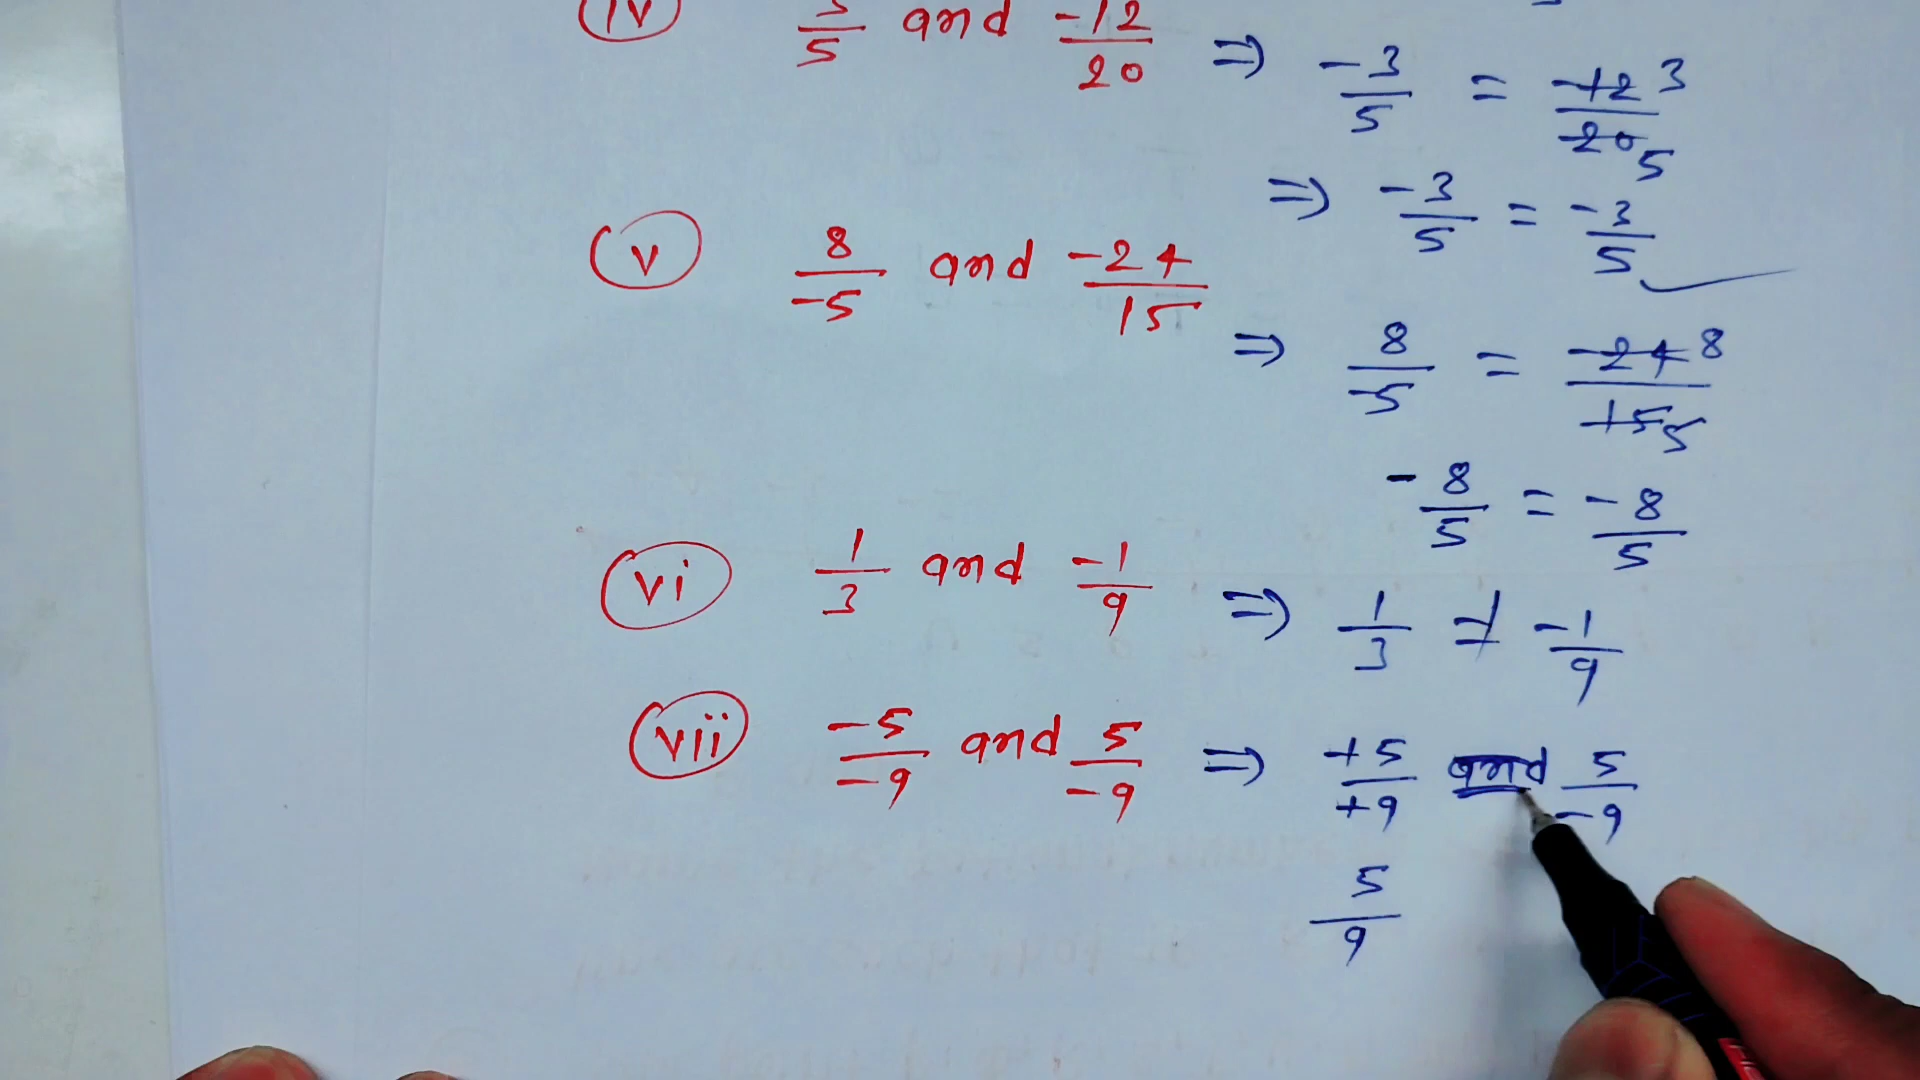 (iv) 3/5 and -12/20 ⇒ -3/5 = -12/20 3 5
⇒ -3/5 = -3/5
(v) 8/-5 and -24/15
⇒ 8/-5 = -24/15 8 5
-8/5 = -8/5
(vi) 1/3 and -1/9 ⇒ 1/3 ≠ -1/9
(vii) -5/-9 and 5/-9 ⇒ +5/+9 and 5/-9
5/9